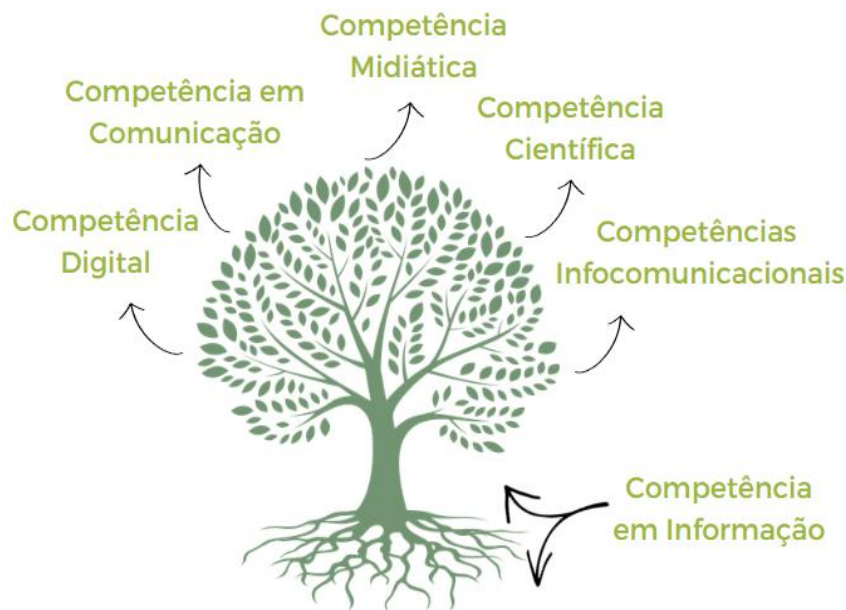 Competência
Midiática
Competência em
Comunicação
Competência
Científica
Competência
Digital
Competências
Infocomunicacionais
Competência
em Informação